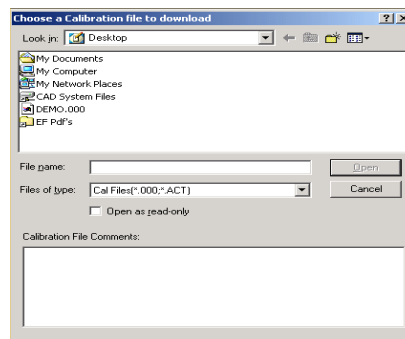 Choose a Calibration file to download
Look in: Desktop
My Documents
My Computer
My Network Places
CAD System Files
DEMO.000
EF Pdf's
File name: Open
Files of type: Cal Files(*.000;*.ACT) Cancel
Open as read-only
Calibration File Comments: